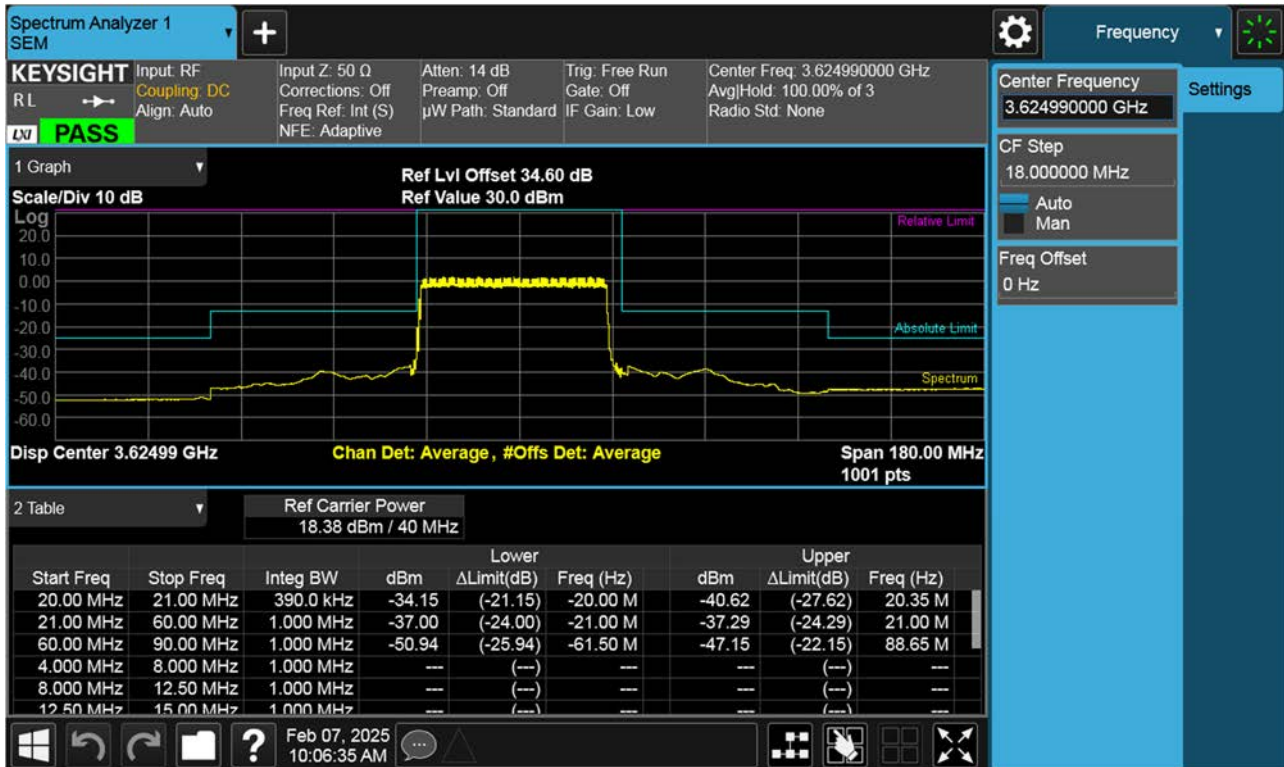 Spectrum Analyzer 1
SEM
▼
+
Frequency ▼
KEYSIGHT
RL
LXI PASS
Input: RF
Coupling: DC
Align: Auto
Input Z: 50 Ω
Corrections: Off
Freq Ref: Int (S)
NFE: Adaptive
Atten: 14 dB
Preamp: Off
µW Path: Standard
Trig: Free Run
Gate: Off
IF Gain: Low
Center Freq: 3.624990000 GHz
Avg|Hold: 100.00% of 3
Radio Std: None
Center Frequency
3.624990000 GHz
Settings
CF Step
18.000000 MHz
Auto
Man
Freq Offset
0 Hz
1 Graph ▼
Scale/Div 10 dB
Ref Lvl Offset 34.60 dB
Ref Value 30.0 dBm
Log
20.0
10.0
0.00
-10.0
-20.0
-30.0
-40.0
-50.0
-60.0
Relative Limit
Absolute Limit
Spectrum
Disp Center 3.62499 GHz
Chan Det: Average, #Offs Det: Average
Span 180.00 MHz
1001 pts
2 Table ▼
Ref Carrier Power
18.38 dBm / 40 MHz
Lower Upper
Start Freq Stop Freq Integ BW dBm ΔLimit(dB) Freq (Hz) dBm ΔLimit(dB) Freq (Hz)
20.00 MHz 21.00 MHz 390.0 kHz -34.15 (-21.15) -20.00 M -40.62 (-27.62) 20.35 M
21.00 MHz 60.00 MHz 1.000 MHz -37.00 (-24.00) -21.00 M -37.29 (-24.29) 21.00 M
60.00 MHz 90.00 MHz 1.000 MHz -50.94 (-25.94) -61.50 M -47.15 (-22.15) 88.65 M
4.000 MHz 8.000 MHz 1.000 MHz --- (---) --- --- (---) ---
8.000 MHz 12.50 MHz 1.000 MHz --- (---) --- --- (---) ---
12.50 MHz 15.00 MHz 1.000 MHz --- (---) --- --- (---) ---
?
Feb 07, 2025
10:06:35 AM